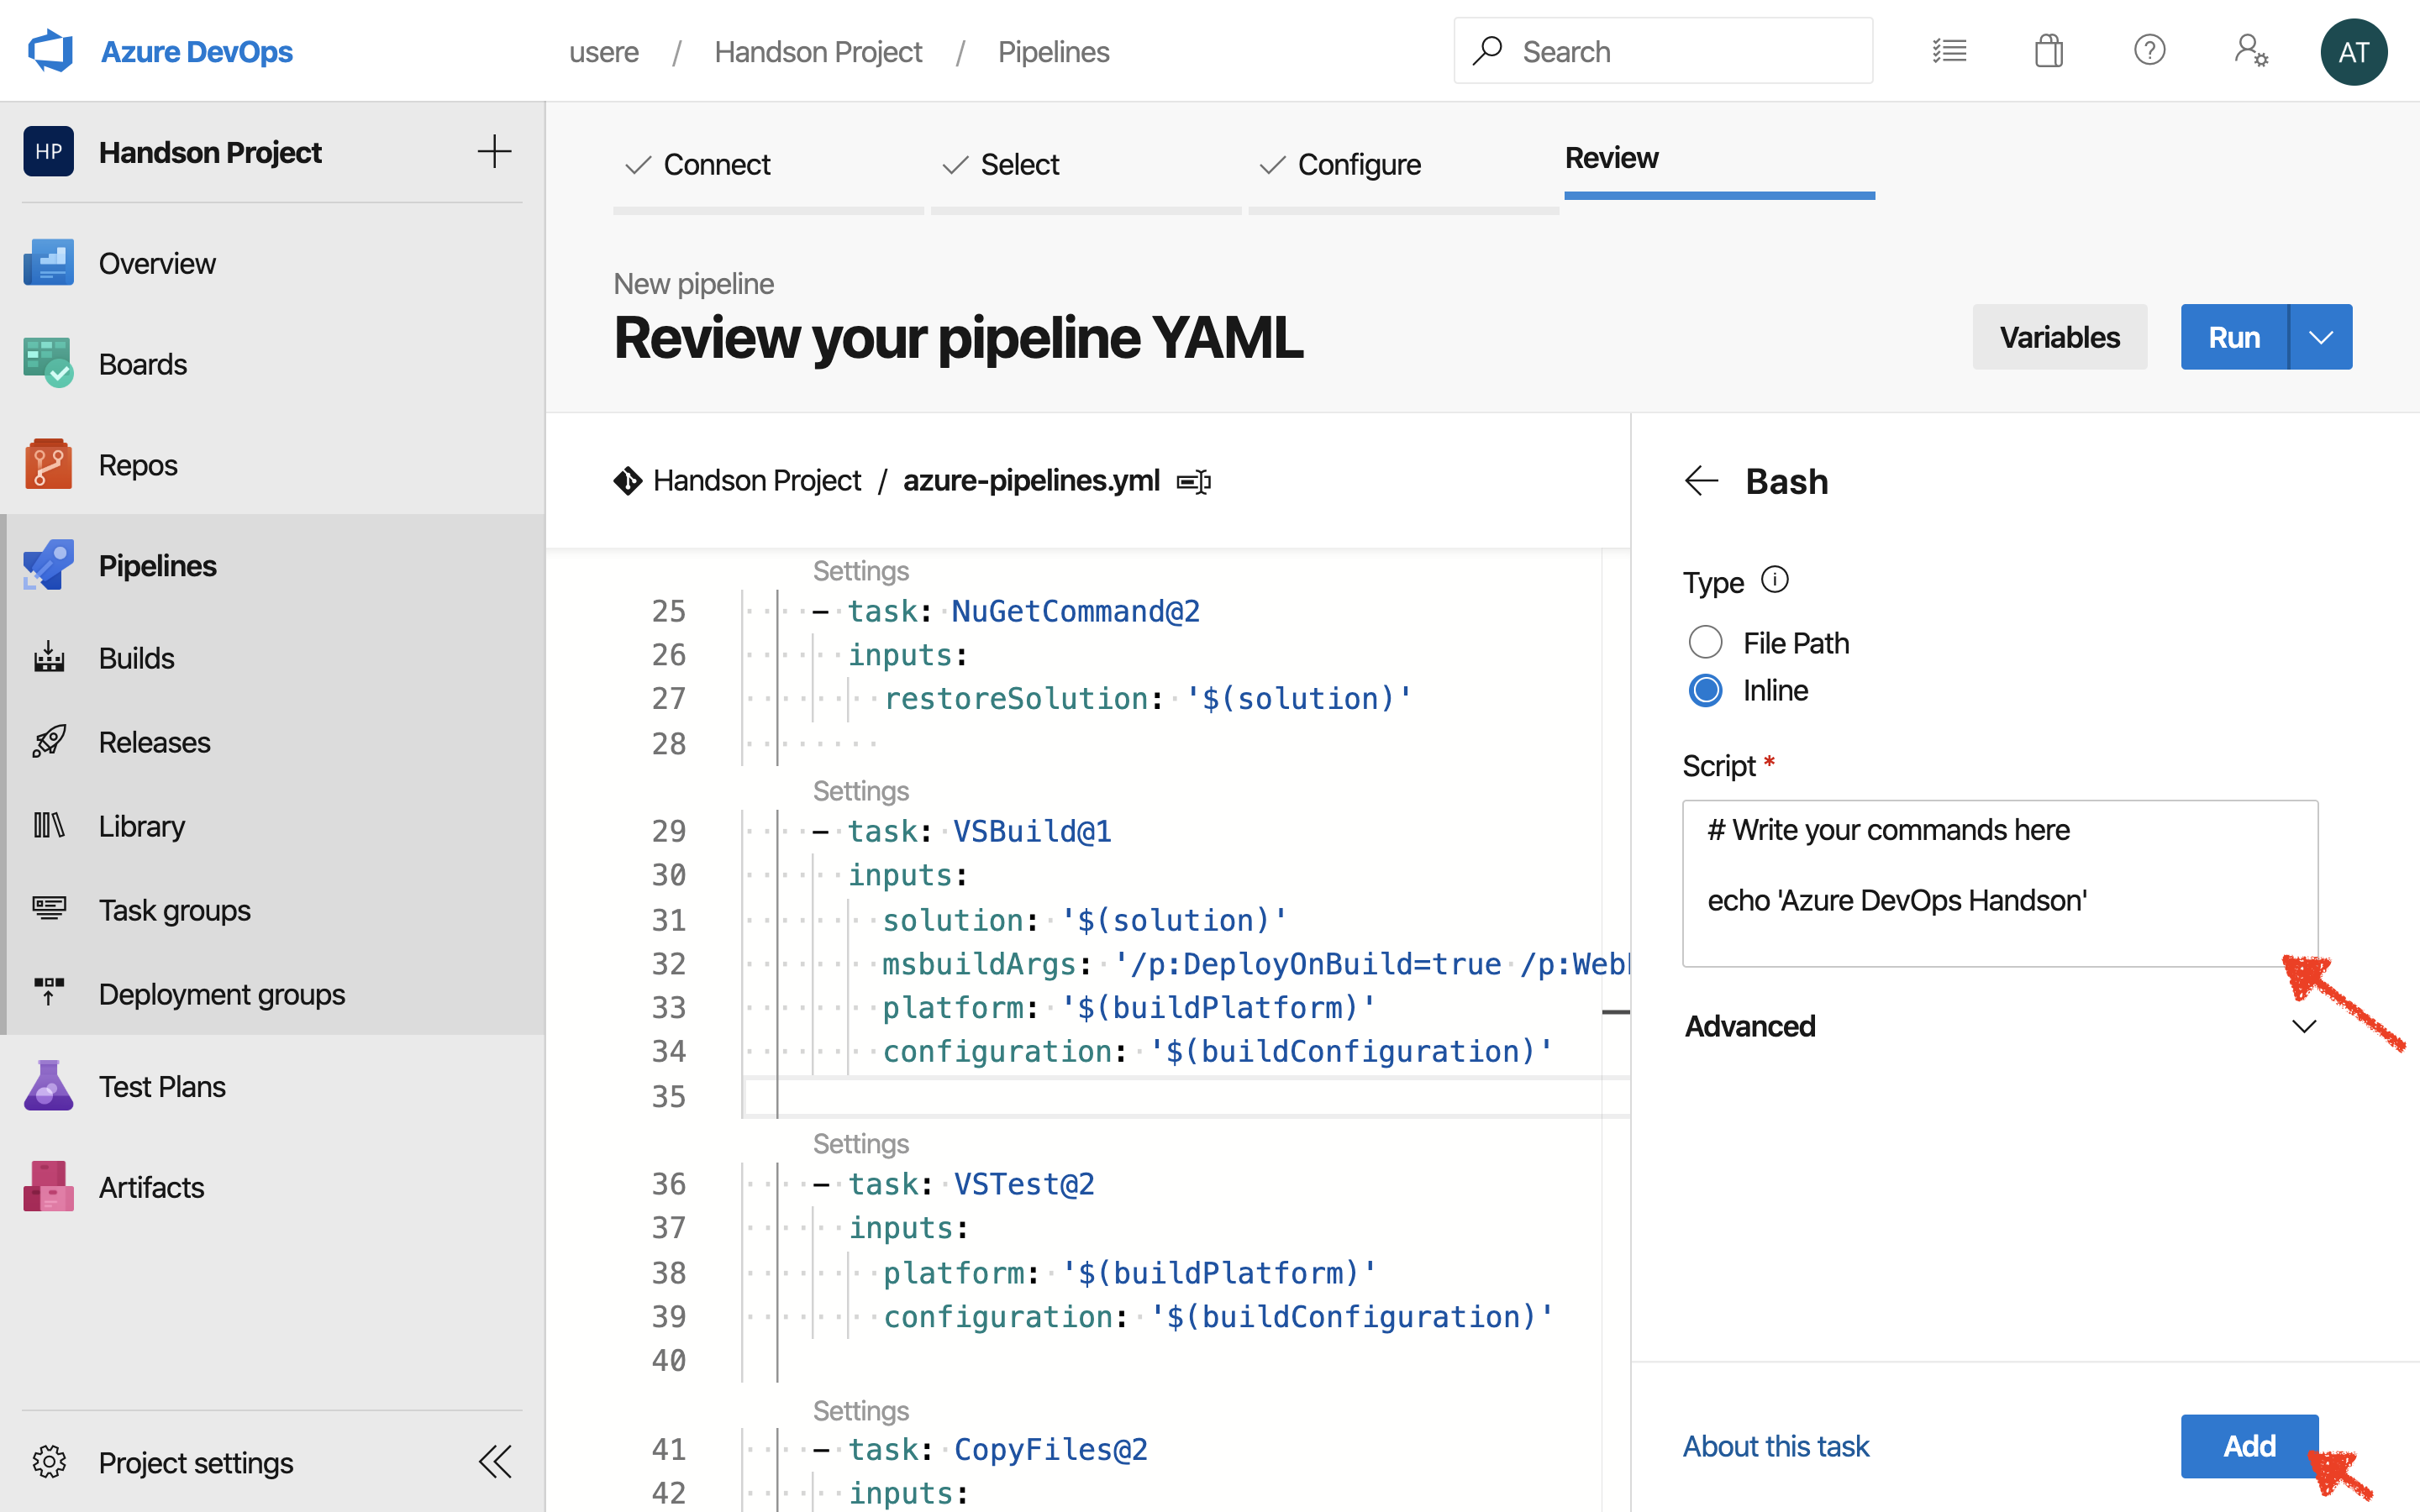 Azure DevOps
usere / Handson Project / Pipelines
Search
AT
HP
Handson Project
Overview
Boards
Repos
Pipelines
Builds
Releases
Library
Task groups
Deployment groups
Test Plans
Artifacts
Project settings
Connect
Select
Configure
Review
New pipeline
Review your pipeline YAML
Variables
Run
Handson Project / azure-pipelines.yml
Settings
25 - task: NuGetCommand@2
26 inputs:
27 restoreSolution: '$(solution)'
28
Settings
29 - task: VSBuild@1
30 inputs:
31 solution: '$(solution)'
32 msbuildArgs: '/p:DeployOnBuild=true /p:Web
33 platform: '$(buildPlatform)'
34 configuration: '$(buildConfiguration)'
35
Settings
36 - task: VSTest@2
37 inputs:
38 platform: '$(buildPlatform)'
39 configuration: '$(buildConfiguration)'
40
Settings
41 - task: CopyFiles@2
42 inputs:
Bash
Type
File Path
Inline
Script *
# Write your commands here
echo 'Azure DevOps Handson'
Advanced
About this task
Add